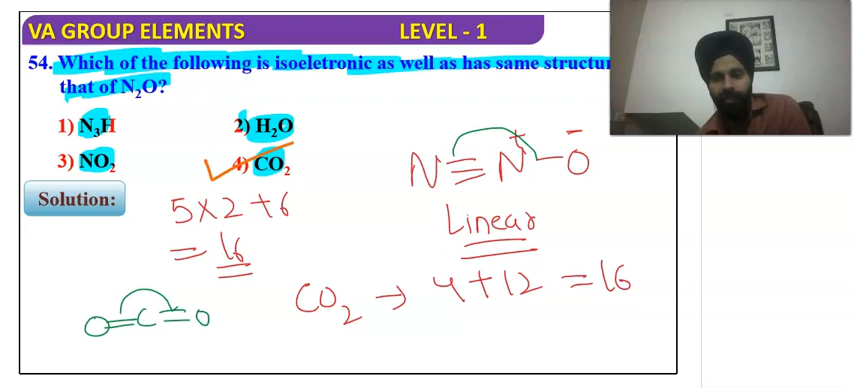 VA GROUP ELEMENTS LEVEL - 1
54. Which of the following is isoeletronic as well as has same structu
that of N₂O?
1) N₃H 2) H₂O
3) NO₂ 4) CO₂
Solution:
N≡N⁺—O⁻
5×2+6
= 16
Linear
CO₂ → 4+12 = 16
O=C=O